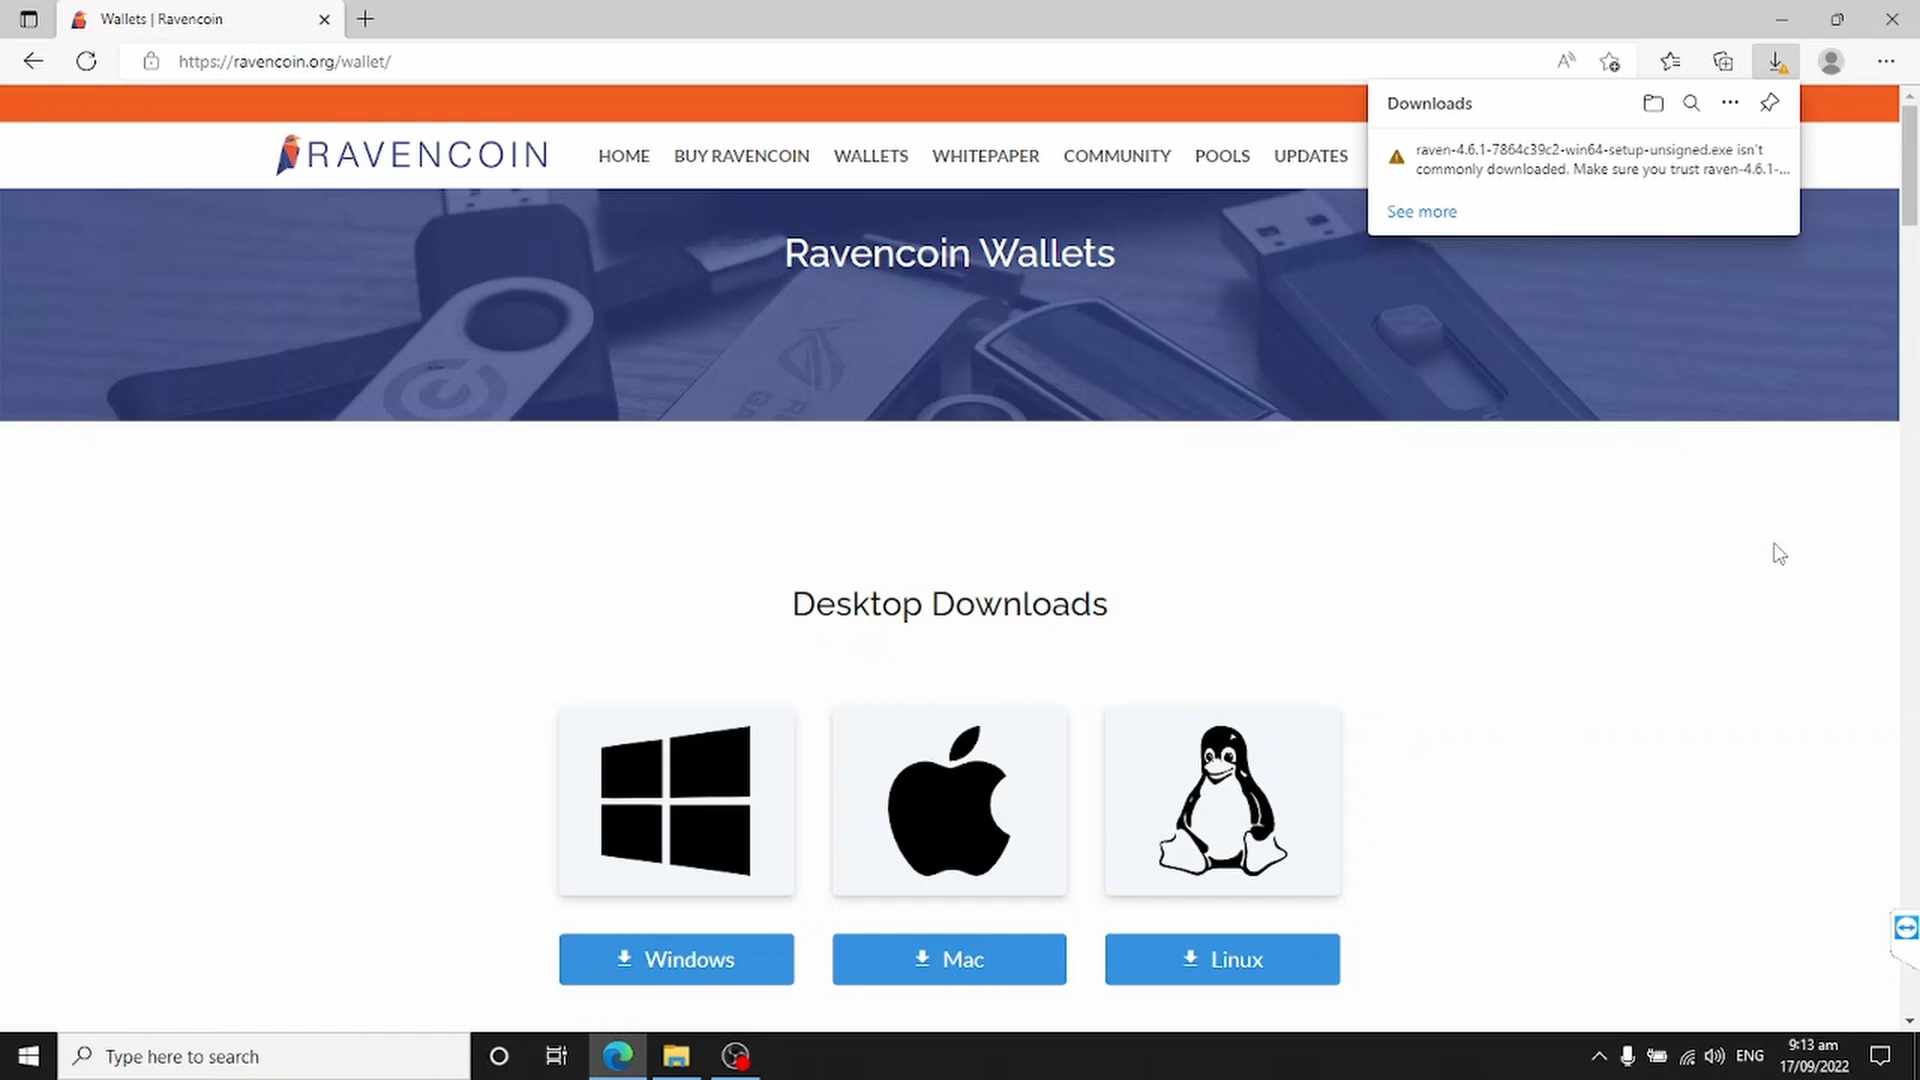 Wallets | Ravencoin
https://ravencoin.org/wallet/
Downloads
raven-4.6.1-7864c39c2-win64-setup-unsigned.exe isn't
commonly downloaded. Make sure you trust raven-4.6.1-...
See more
RAVENCOIN
HOME BUY RAVENCOIN WALLETS WHITEPAPER COMMUNITY POOLS UPDATES
Ravencoin Wallets
Desktop Downloads
Windows Mac Linux
Type here to search
ENG
9:13 am
17/09/2022